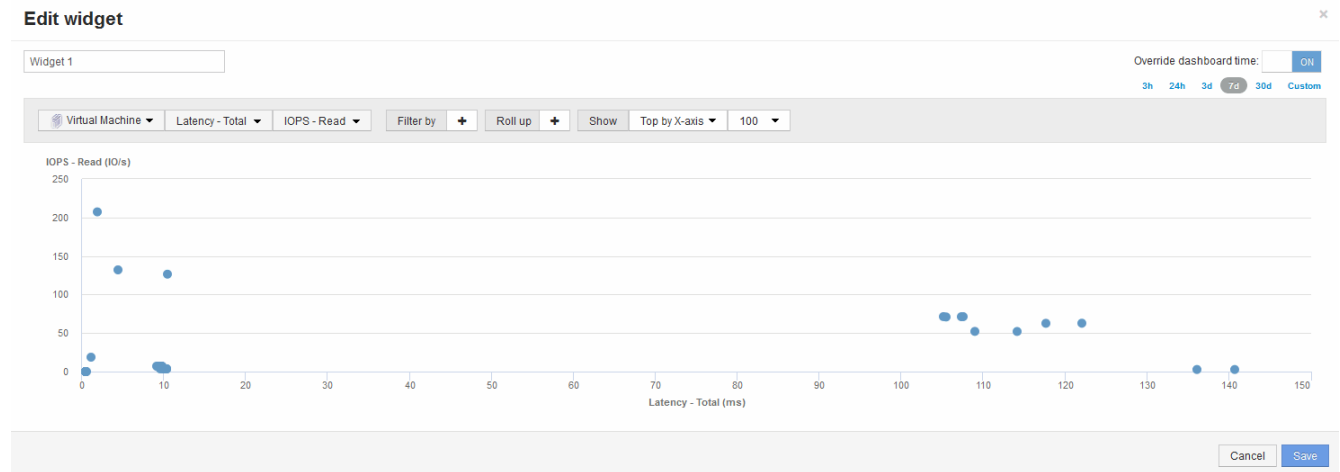 Edit widget
×
Widget 1
Override dashboard time: ON
3h 24h 3d 7d 30d Custom
Virtual Machine Latency - Total IOPS - Read Filter by + Roll up + Show Top by X-axis 100
IOPS - Read (IO/s)
250
200
150
100
50
0
0 10 20 30 40 50 60 70 80 90 100 110 120 130 140 150
Latency - Total (ms)
Cancel Save